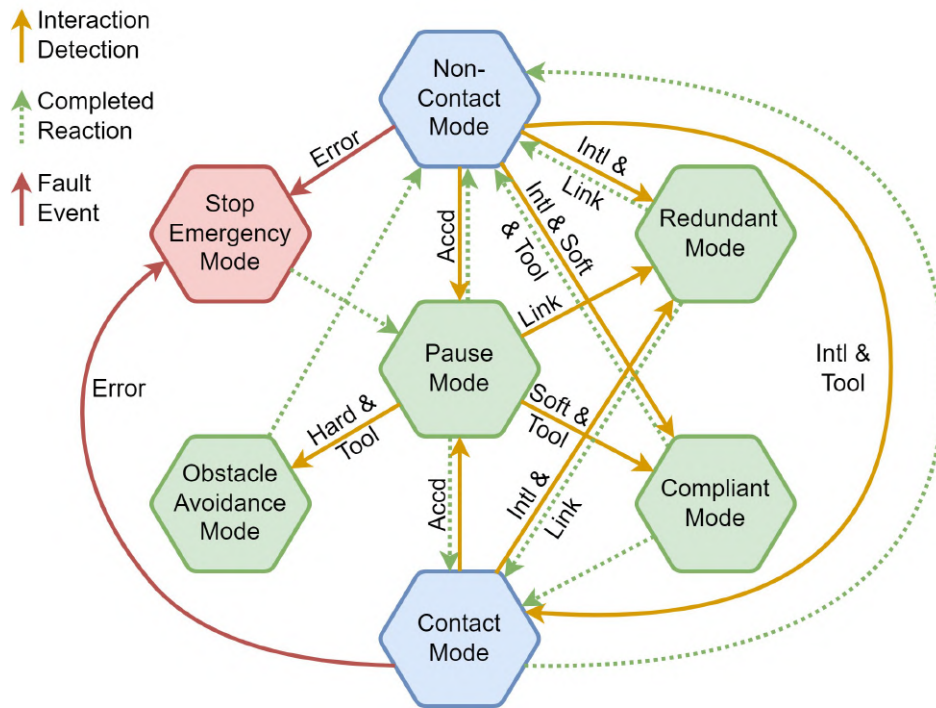 Interaction
Detection
Completed
Reaction
Fault
Event
Non-
Contact
Mode
Error
Stop
Emergency
Mode
Accd
Intl &
Link
Intl & Soft
& Tool
Redundant
Mode
Link
Pause
Mode
Intl &
Tool
Error
Hard &
Tool
Soft &
Tool
Obstacle
Avoidance
Mode
Accd
Intl &
Link
Compliant
Mode
Contact
Mode